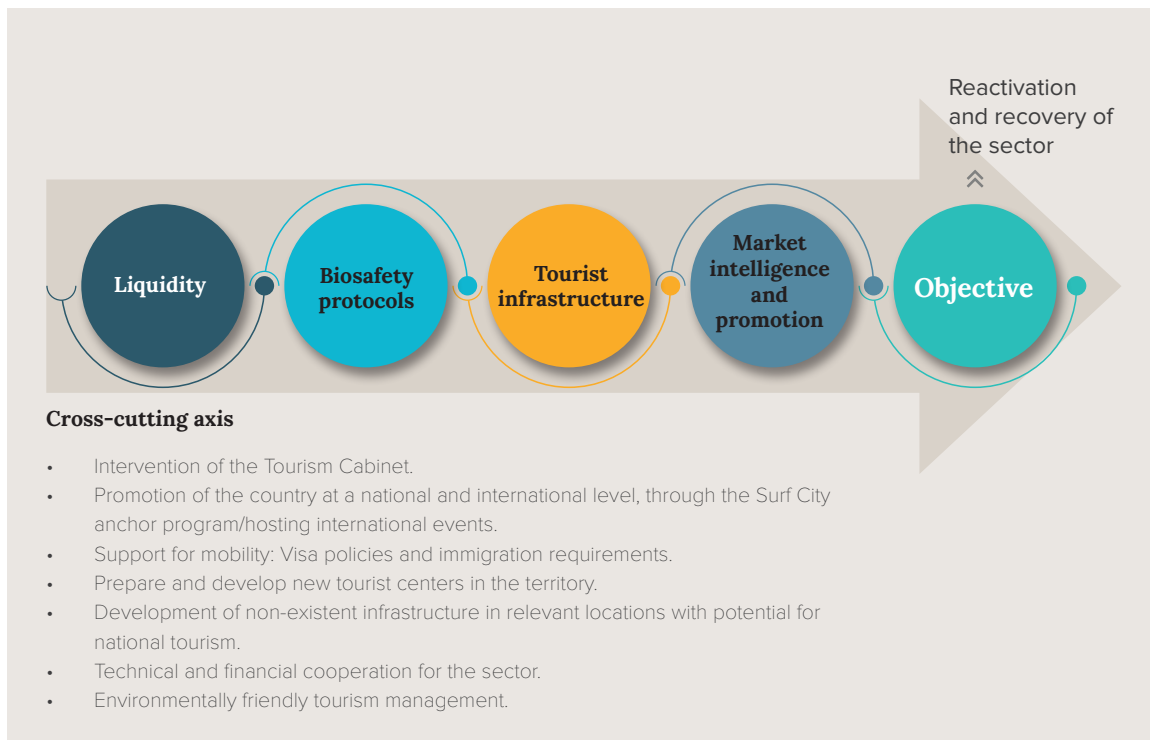 Reactivation
and recovery of
the sector
Liquidity
Biosafety
protocols
Tourist
infrastructure
Market
intelligence
and
promotion
Objective
Cross-cutting axis
• Intervention of the Tourism Cabinet.
• Promotion of the country at a national and international level, through the Surf City
anchor program/hosting international events.
• Support for mobility: Visa policies and immigration requirements.
• Prepare and develop new tourist centers in the territory.
• Development of non-existent infrastructure in relevant locations with potential for
national tourism.
• Technical and financial cooperation for the sector.
• Environmentally friendly tourism management.